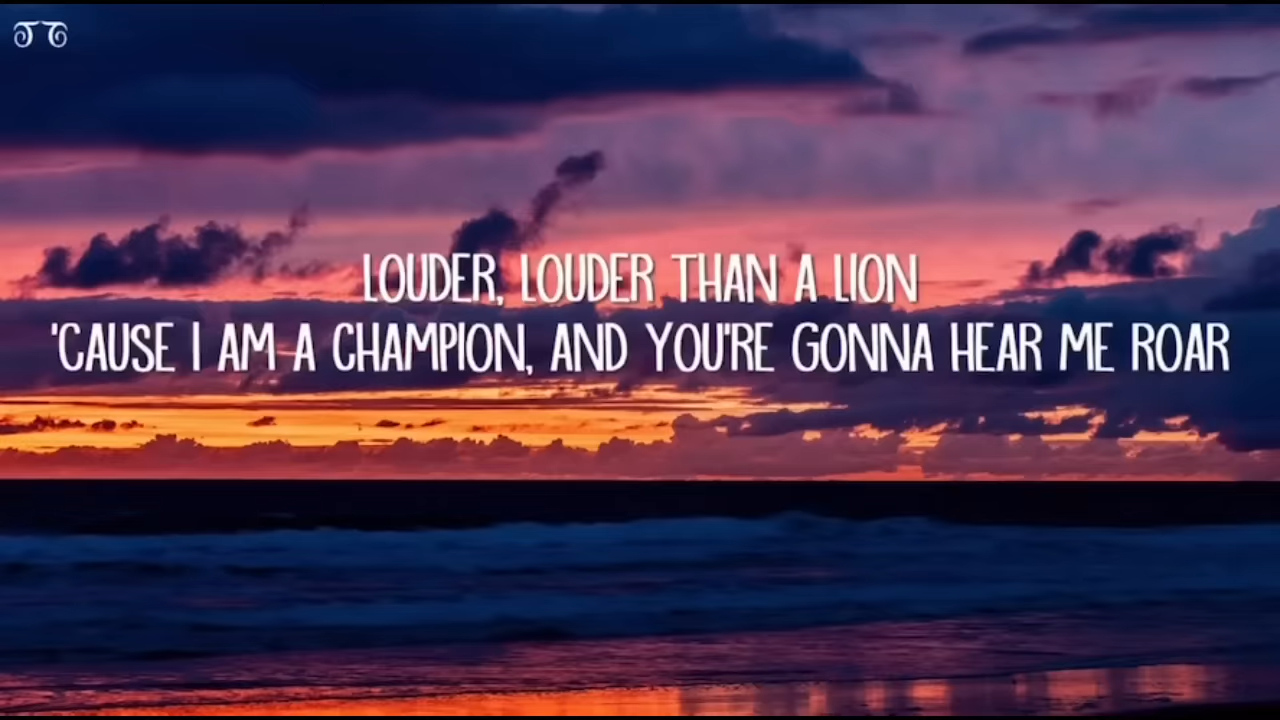 LOUDER, LOUDER THAN A LION
'CAUSE I AM A CHAMPION, AND YOU'RE GONNA HEAR ME ROAR